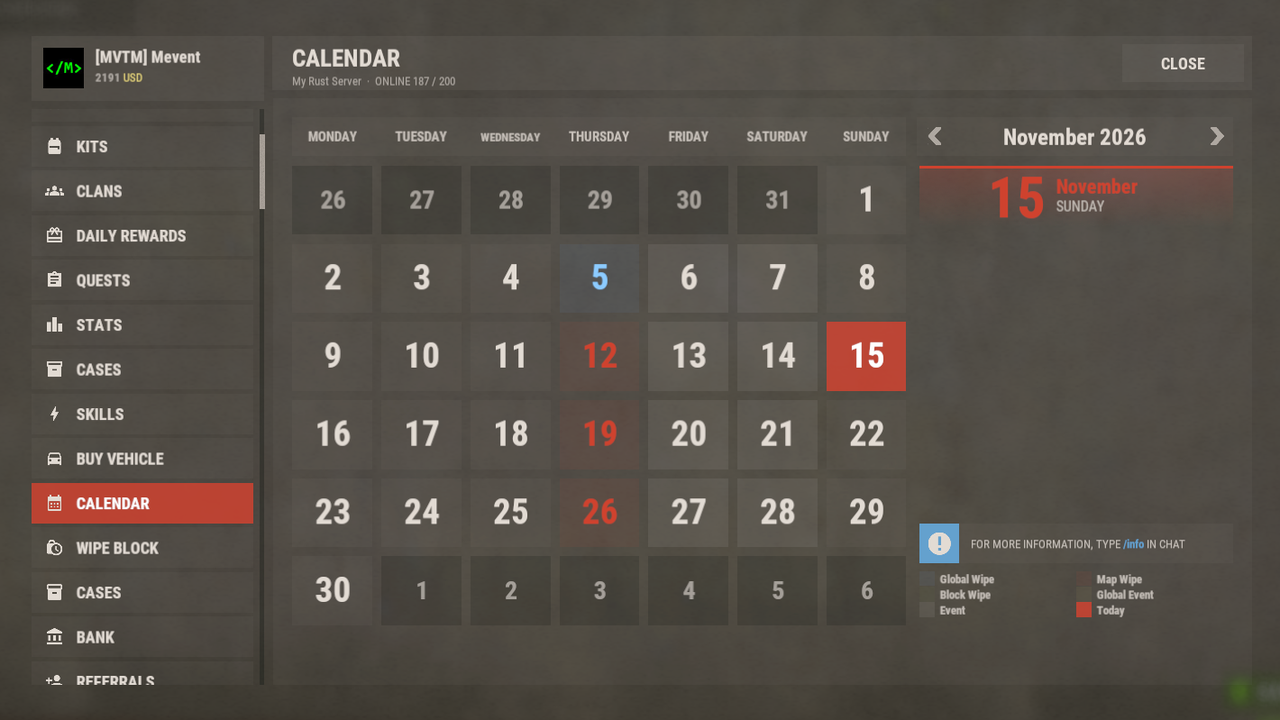 </M>
[MVTM] Mevent
2191 USD
KITS
CLANS
DAILY REWARDS
QUESTS
STATS
CASES
SKILLS
BUY VEHICLE
CALENDAR
WIPE BLOCK
CASES
BANK
REFERRALS
CALENDAR
My Rust Server · ONLINE 187 / 200
CLOSE
MONDAY TUESDAY WEDNESDAY THURSDAY FRIDAY SATURDAY SUNDAY
26 27 28 29 30 31 1
2 3 4 5 6 7 8
9 10 11 12 13 14 15
16 17 18 19 20 21 22
23 24 25 26 27 28 29
30 1 2 3 4 5 6
November 2026
15 November
SUNDAY
FOR MORE INFORMATION, TYPE /info IN CHAT
Global Wipe Map Wipe
Block Wipe Global Event
Event Today